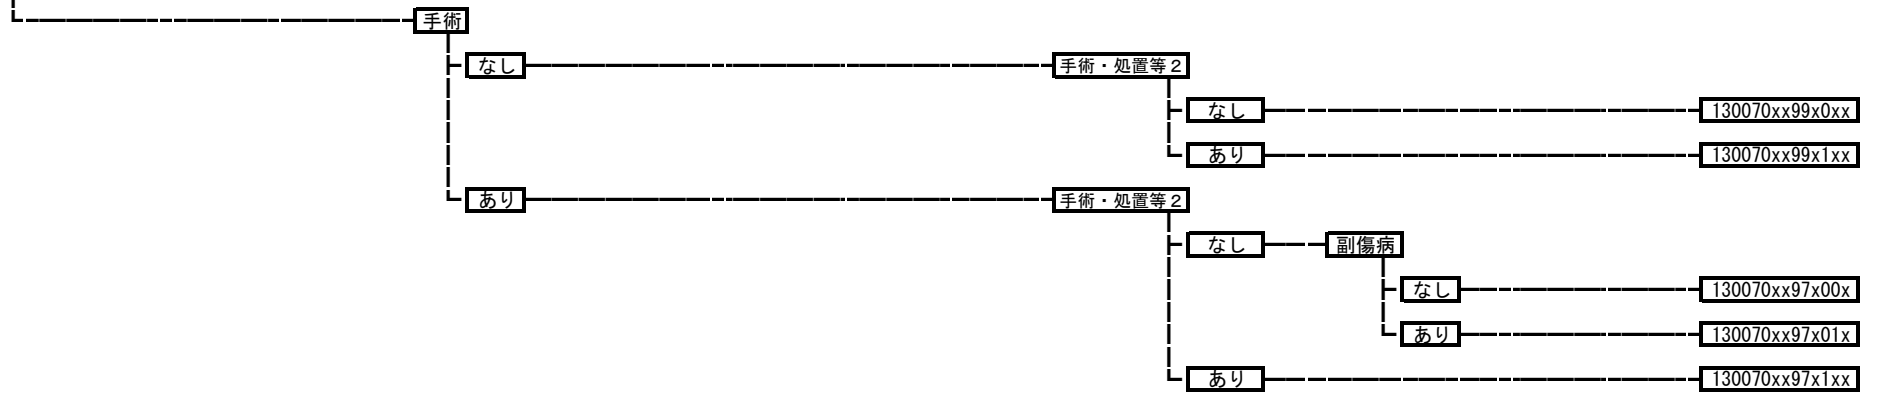 手術
なし 手術・処置等２
なし 130070xx99x0xx
あり 130070xx99x1xx
あり 手術・処置等２
なし 副傷病
なし 130070xx97x00x
あり 130070xx97x01x
あり 130070xx97x1xx